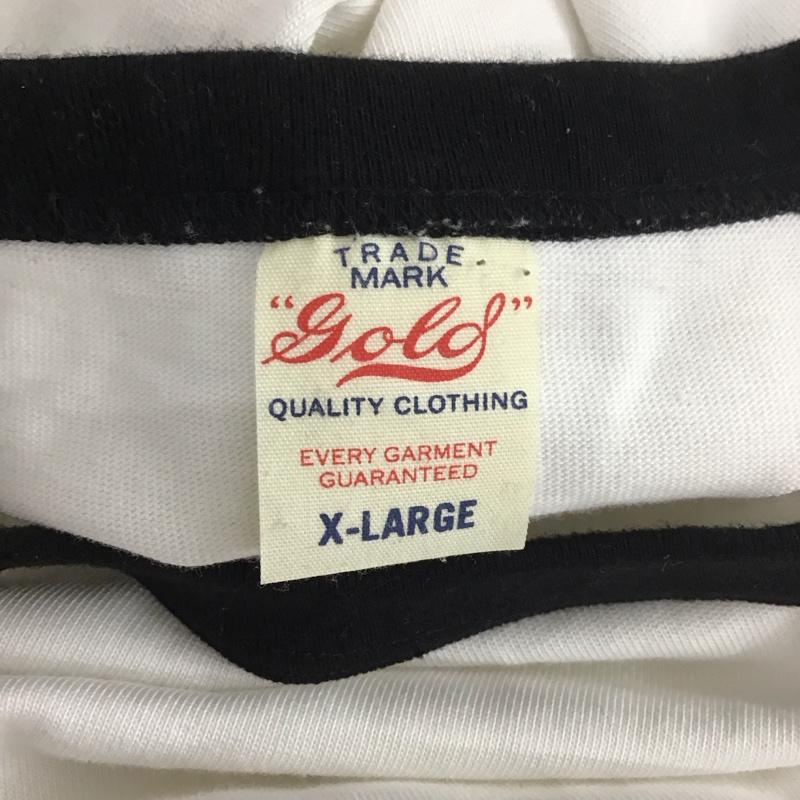 TRADE
MARK
"Gold"
QUALITY CLOTHING
EVERY GARMENT
GUARANTEED
X-LARGE